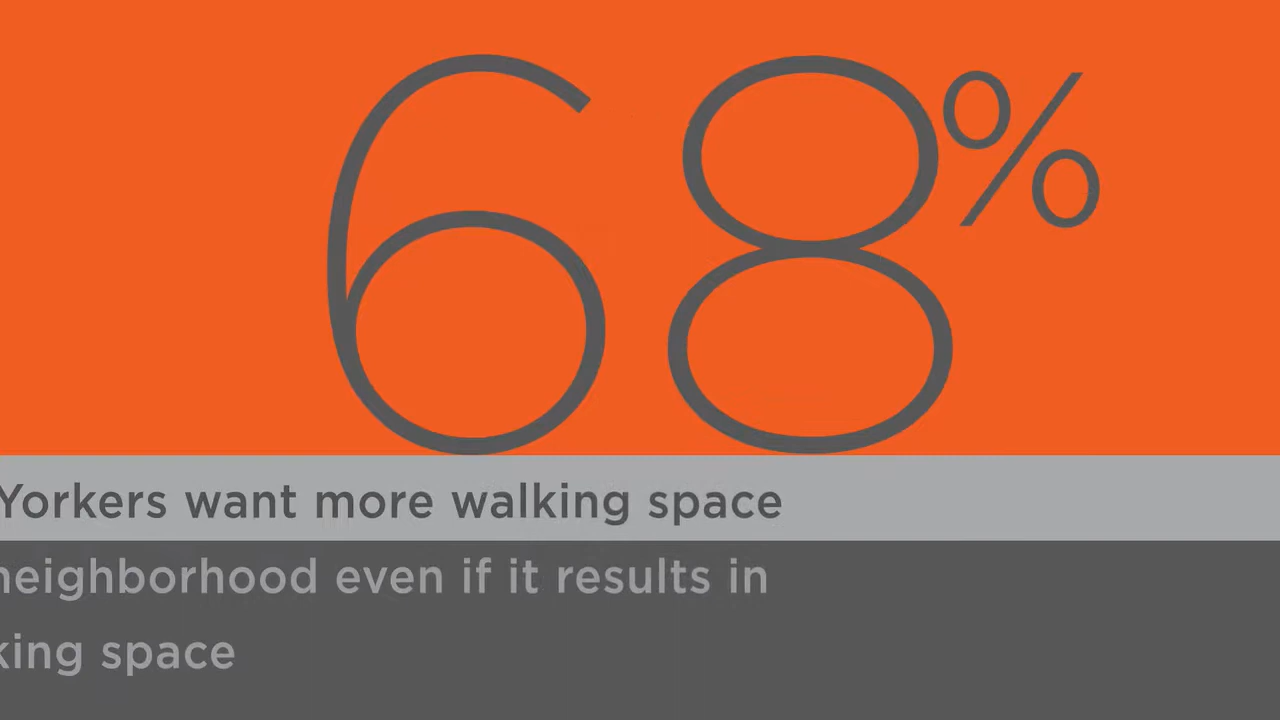 68%
Yorkers want more walking space
neighborhood even if it results in
king space